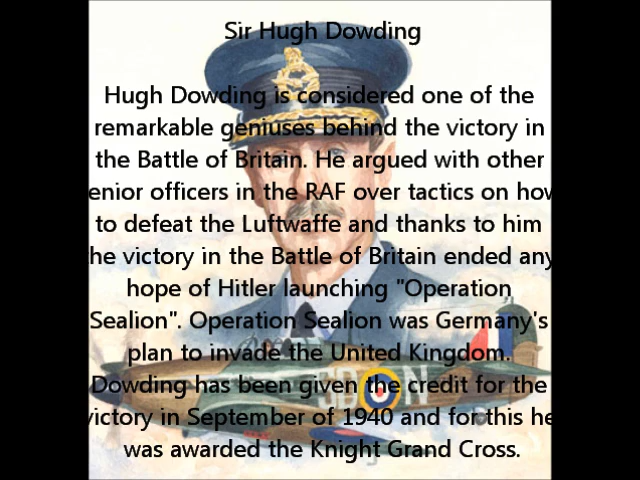 Sir Hugh Dowding
Hugh Dowding is considered one of the
remarkable geniuses behind the victory in
the Battle of Britain. He argued with other
enior officers in the RAF over tactics on how
to defeat the Luftwaffe and thanks to him
he victory in the Battle of Britain ended any
hope of Hitler launching "Operation
Sealion". Operation Sealion was Germany's
plan to invade the United Kingdom.
Dowding has been given the credit for the
victory in September of 1940 and for this he
was awarded the Knight Grand Cross.